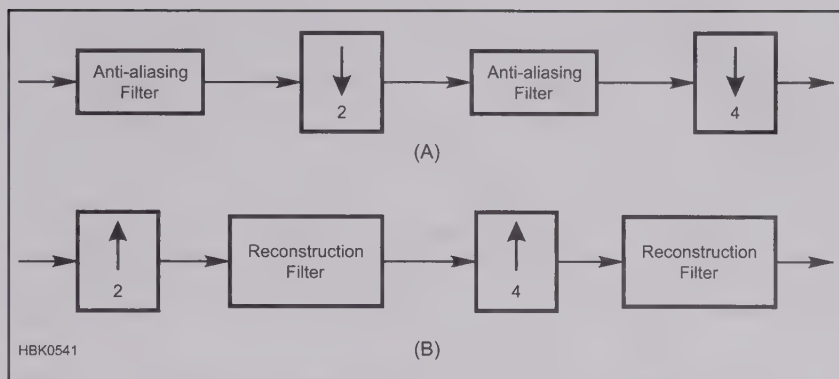 Anti-aliasing
Filter
2
Anti-aliasing
Filter
4
(A)
2
Reconstruction
Filter
4
Reconstruction
Filter
(B)
HBK0541